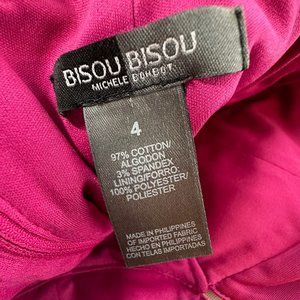 BISOU BISOU
MICHELE BOHBOT
4
97% COTTON/
ALGODON
3% SPANDEX
LINING/FORRO:
100% POLYESTER/
POLIESTER
MADE IN PHILIPPINES
OF IMPORTED FABRIC
HECHO EN PHILIPPINES
CON TELAS IMPORTADAS